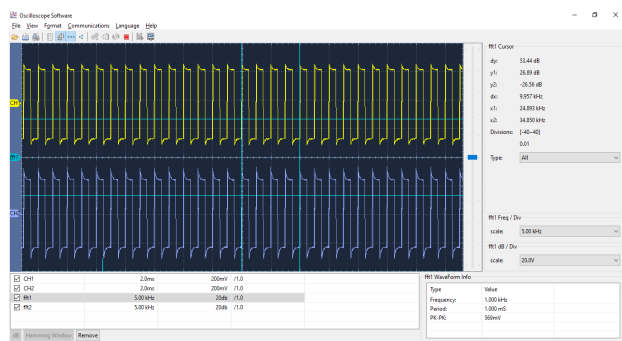 Oscilloscope Software
File View Format Communications Language Help
fft1 Cursor
dy: 53.44 dB
y1: 26.89 dB
y2: -26.56 dB
dx: 9.957 kHz
x1: 24.893 kHz
x2: 34.850 kHz
Divisions: [-40~40]
0.01
Type: All
CH1
fft1
CH2
fft1 Freq / Div
scale: 5.00 kHz
fft1 dB / Div
scale: 20.0V
CH1 2.0ms 200mV /1.0
CH2 2.0ms 200mV /1.0
fft1 5.00 kHz 20db /1.0
fft2 5.00 kHz 20db /1.0
fft1 WaveForm Info
Type Value
Frequency: 1.000 kHz
Period: 1.000 mS
PK-PK: 569mV
dB Hamming Window Remove